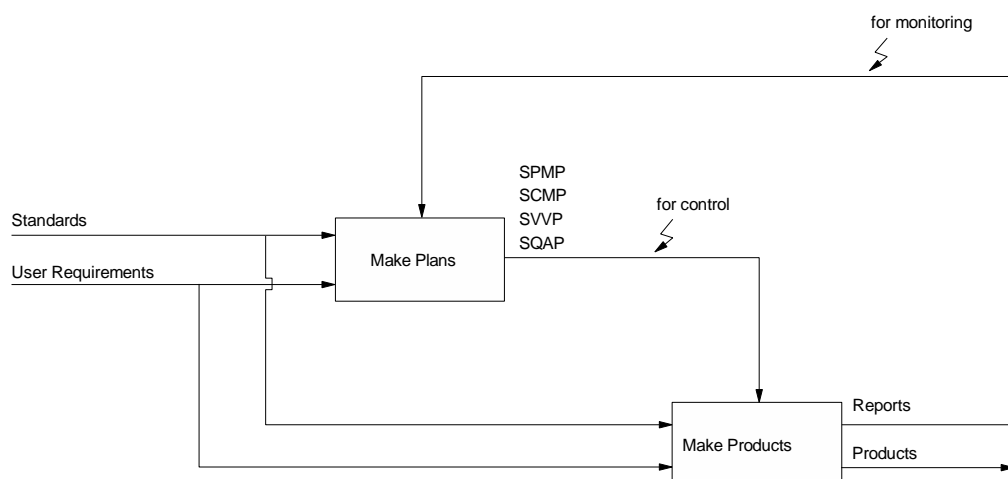 for monitoring
SPMP
SCMP
SVVP
SQAP
for control
Standards
User Requirements
Make Plans
Make Products
Reports
Products